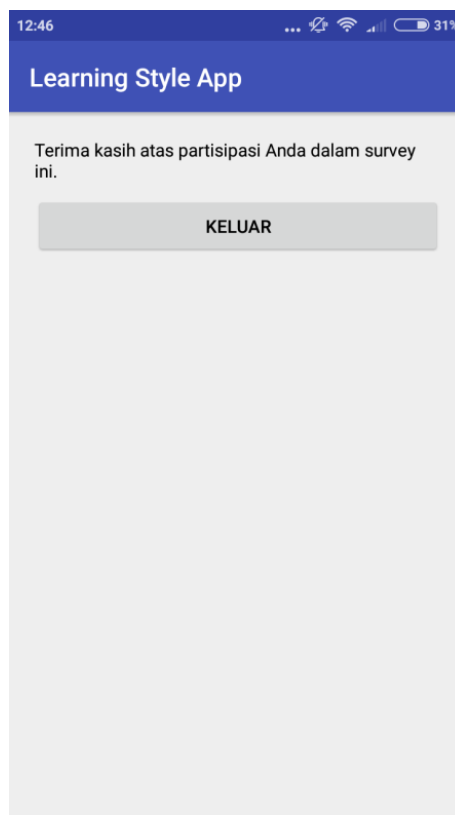 12:46
31%
Learning Style App
Terima kasih atas partisipasi Anda dalam survey
ini.
KELUAR